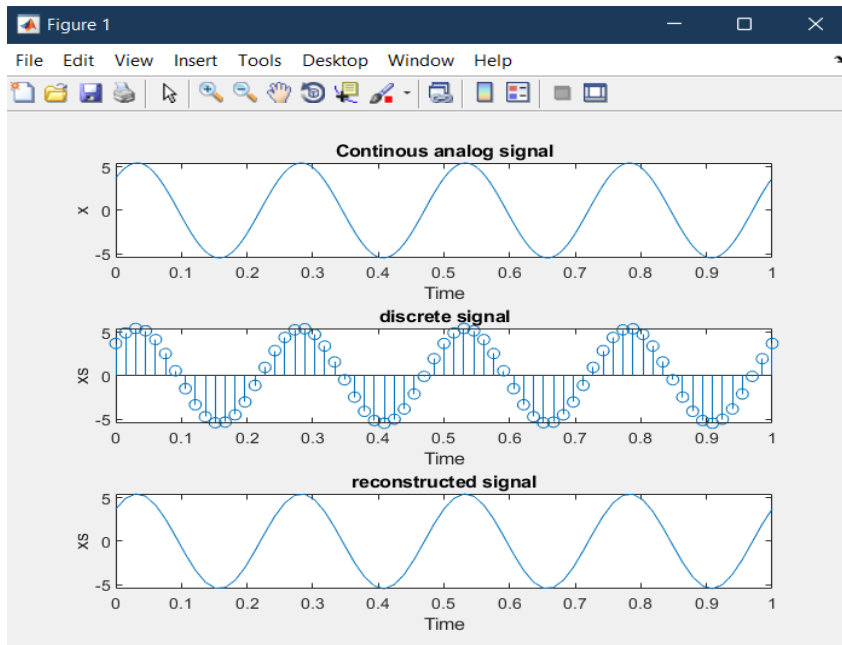 Figure 1
File Edit View Insert Tools Desktop Window Help
Continous analog signal
5
0
-5
x
0 0.1 0.2 0.3 0.4 0.5 0.6 0.7 0.8 0.9 1
Time
discrete signal
5
0
-5
xs
0 0.1 0.2 0.3 0.4 0.5 0.6 0.7 0.8 0.9 1
Time
reconstructed signal
5
0
-5
xs
0 0.1 0.2 0.3 0.4 0.5 0.6 0.7 0.8 0.9 1
Time